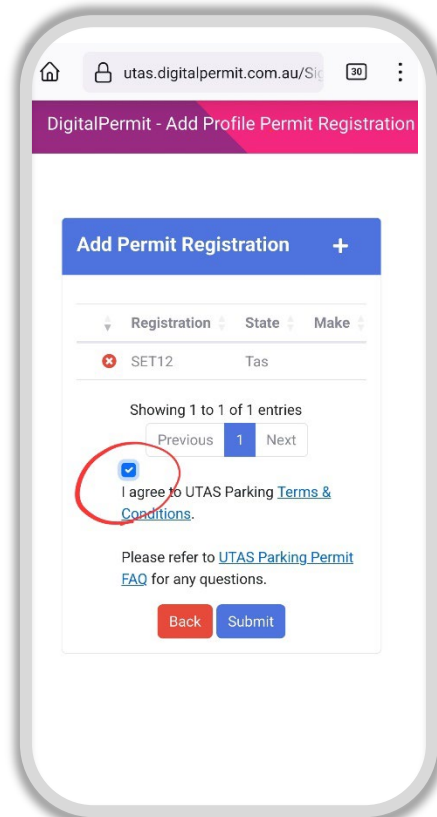 utas.digitalpermit.com.au/Sig 30
DigitalPermit - Add Profile Permit Registration
Add Permit Registration +
Registration State Make
SET12 Tas
Showing 1 to 1 of 1 entries
Previous 1 Next
I agree to UTAS Parking Terms &
Conditions.
Please refer to UTAS Parking Permit
FAQ for any questions.
Back Submit